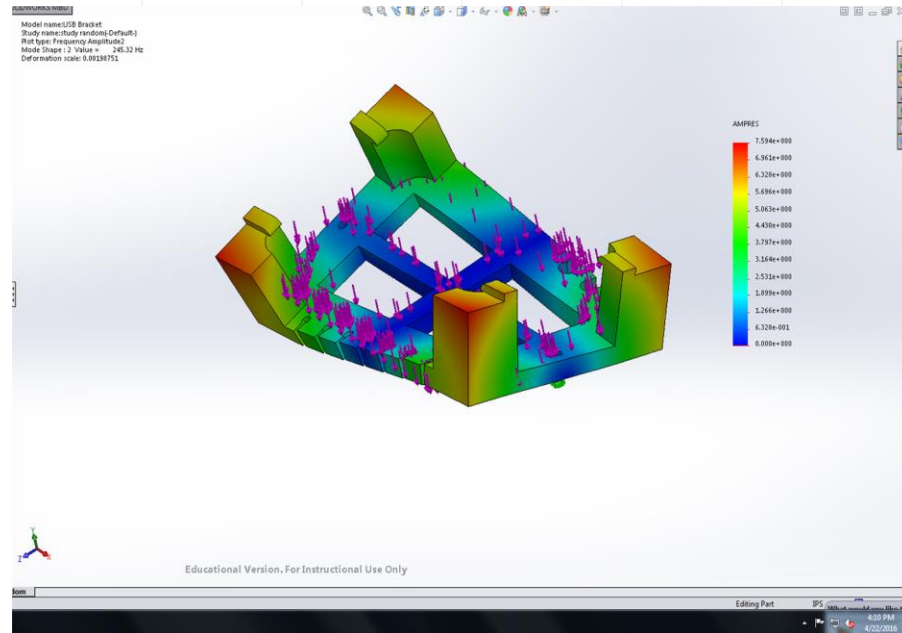 SOLIDWORKS MBD
Model name:USB Bracket
Study name:study random(-Default-)
Plot type: Frequency Amplitude2
Mode Shape : 2 Value = 245.32 Hz
Deformation scale: 0.00198751
AMPRES
7.594e+000
6.961e+000
6.328e+000
5.696e+000
5.063e+000
4.430e+000
3.797e+000
3.164e+000
2.531e+000
1.899e+000
1.266e+000
6.328e-001
0.000e+000
Y
Z
X
Educational Version. For Instructional Use Only
Editing Part
IPS
4:10 PM
4/22/2016